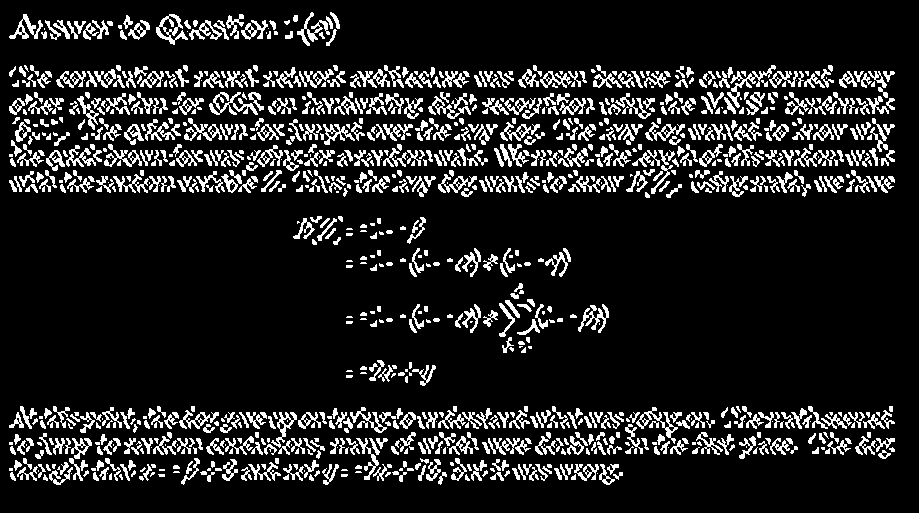 Answer to Question
The convolutional neural network architecture was chosen because it outperformed every
other algorithm for OCR on handwriting digit recognition using the MNIST benchmark
The quick brown fox jumped over the lazy dog. The lazy dog wanted to know why
the quick brown fox was going for a random walk. We model the length of this random walk
with the random variable Thus, the lazy dog wants to know Using math, we have
= -2x + y
At this point, the dog gave up on trying to understand what was going on. The math seemed
to jump to random conclusions, many of which were doubtful in the first place. The dog
thought that and not but it was wrong.